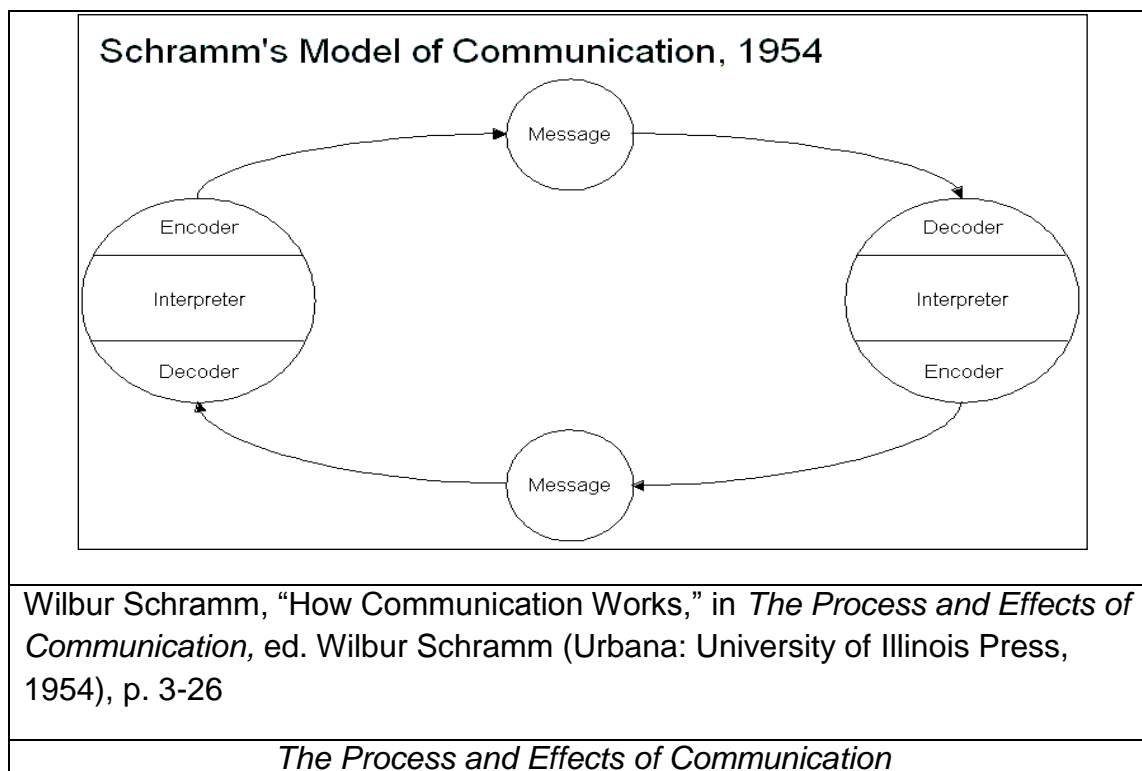 Schramm's Model of Communication, 1954
Message
Encoder
Interpreter
Decoder
Decoder
Interpreter
Encoder
Message
Wilbur Schramm, “How Communication Works,” in The Process and Effects of
Communication, ed. Wilbur Schramm (Urbana: University of Illinois Press,
1954), p. 3-26
The Process and Effects of Communication